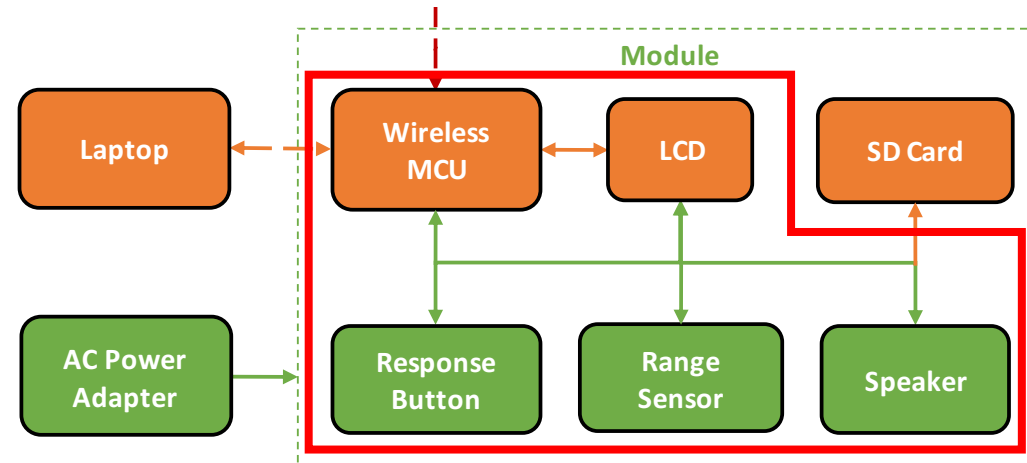 Module
Laptop
Wireless
MCU
LCD
SD Card
AC Power
Adapter
Response
Button
Range
Sensor
Speaker